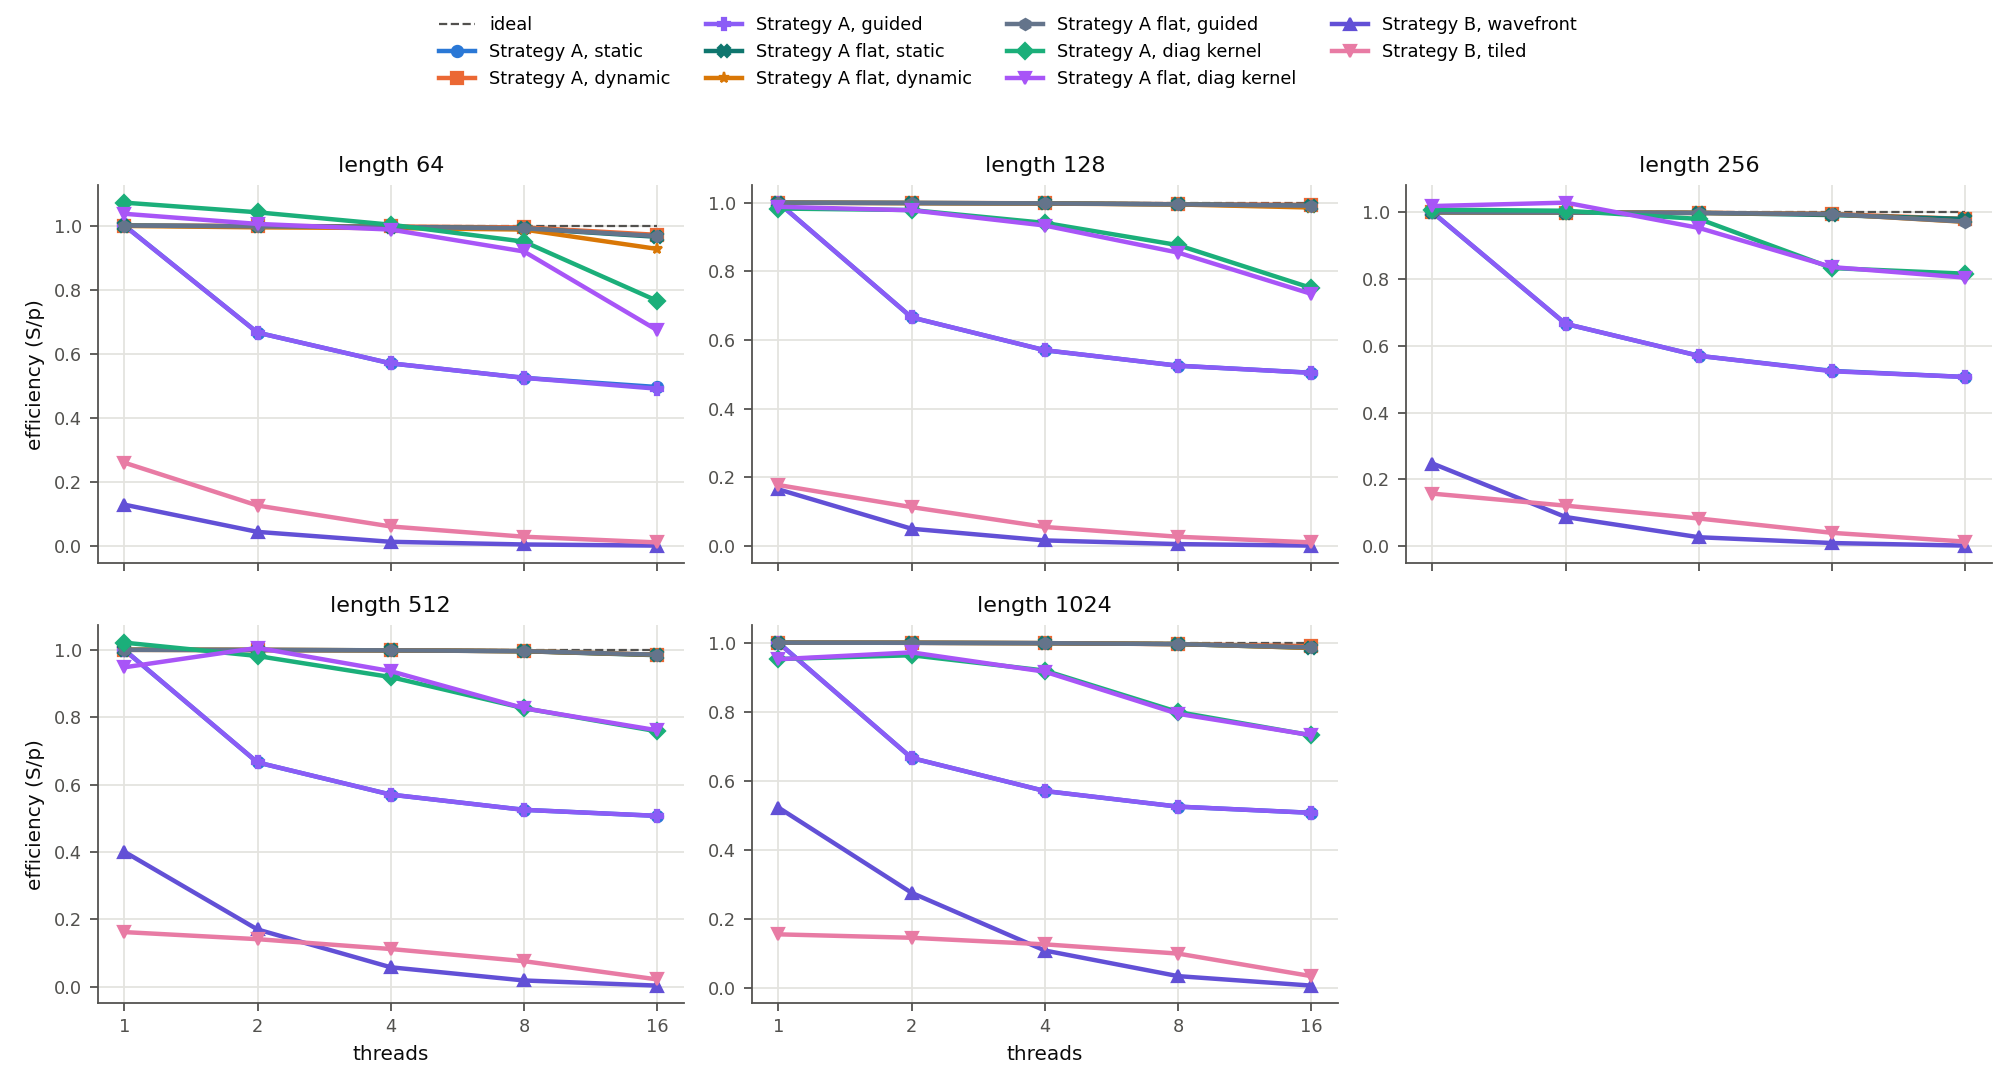 ideal
Strategy A, static
Strategy A, dynamic
Strategy A, guided
Strategy A flat, static
Strategy A flat, dynamic
Strategy A flat, guided
Strategy A, diag kernel
Strategy A flat, diag kernel
Strategy B, wavefront
Strategy B, tiled
length 64
efficiency (S/p)
1.0
0.8
0.6
0.4
0.2
0.0
length 128
1.0
0.8
0.6
0.4
0.2
0.0
length 256
1.0
0.8
0.6
0.4
0.2
0.0
length 512
efficiency (S/p)
1.0
0.8
0.6
0.4
0.2
0.0
1 2 4 8 16
threads
length 1024
1.0
0.8
0.6
0.4
0.2
0.0
1 2 4 8 16
threads